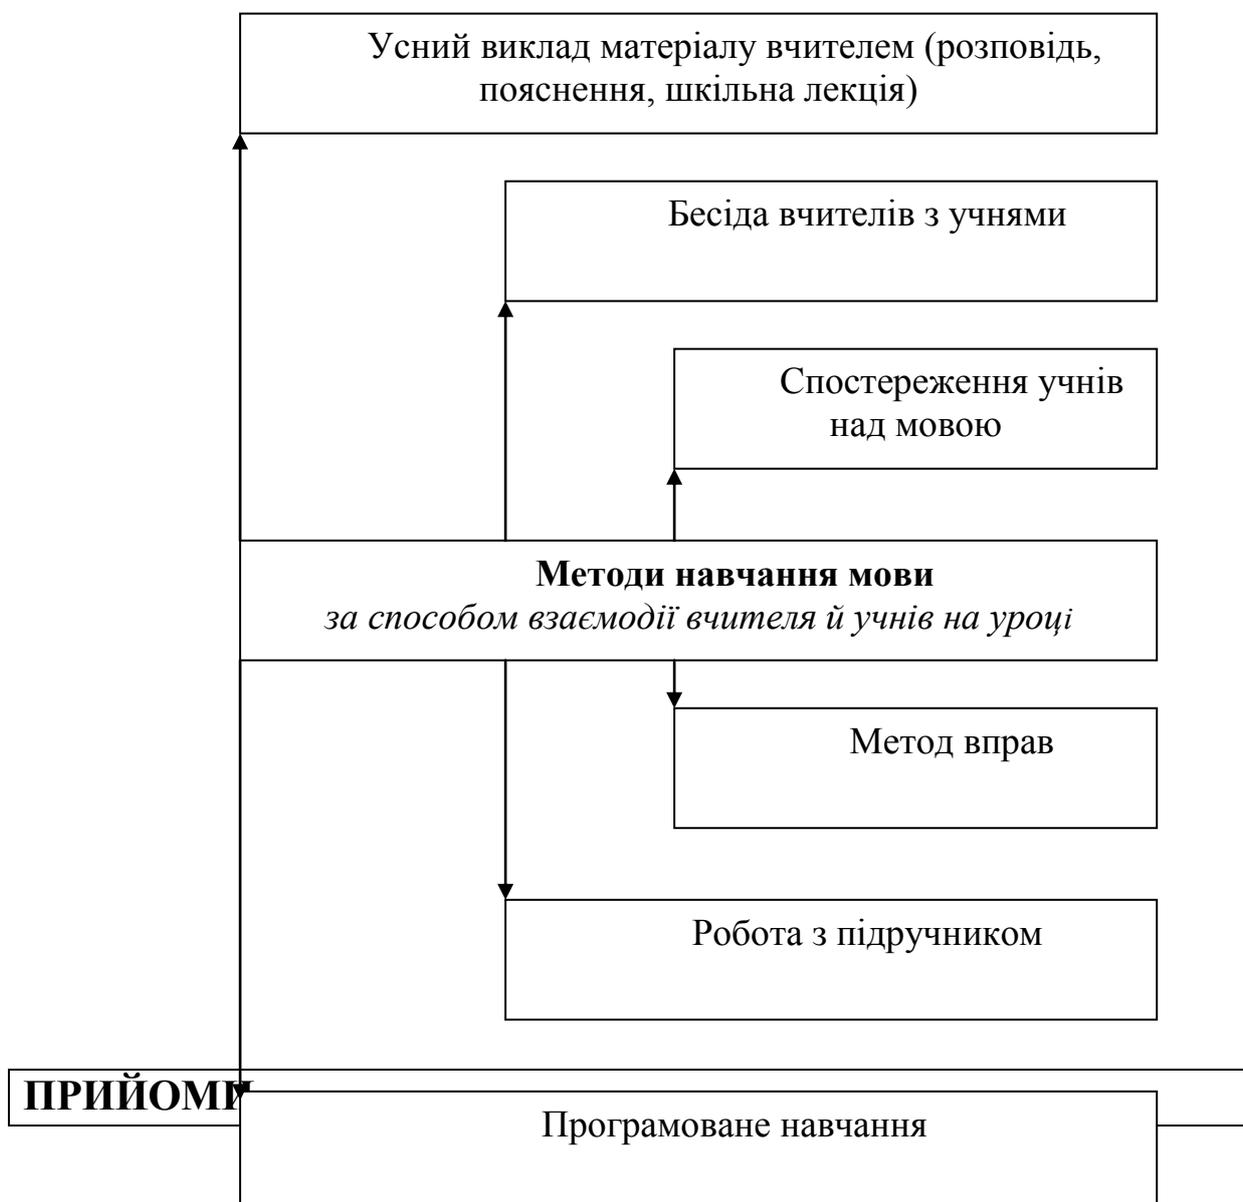 Усний виклад матеріалу вчителем (розповідь,
пояснення, шкільна лекція)
Бесіда вчителів з учнями
Спостереження учнів
над мовою
Методи навчання мови
за способом взаємодії вчителя й учнів на уроці
Метод вправ
Робота з підручником
ПРИЙОМИ
Програмоване навчання